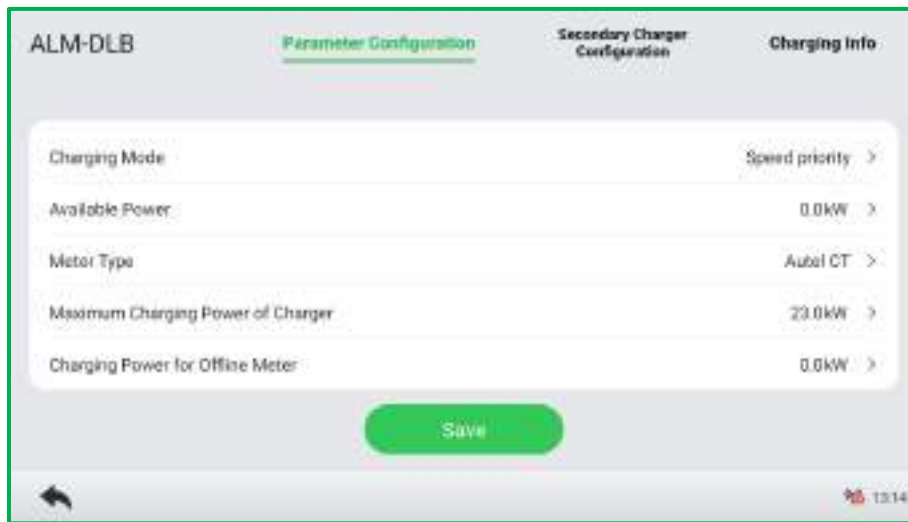 ALM-DLB
Parameter Configuration
Secondary Charger
Configuration
Charging Info
Charging Mode
Speed priority >
Available Power
0.0kW >
Meter Type
Autel CT >
Maximum Charging Power of Charger
23.0kW >
Charging Power for Offline Meter
0.0kW >
Save
13:14